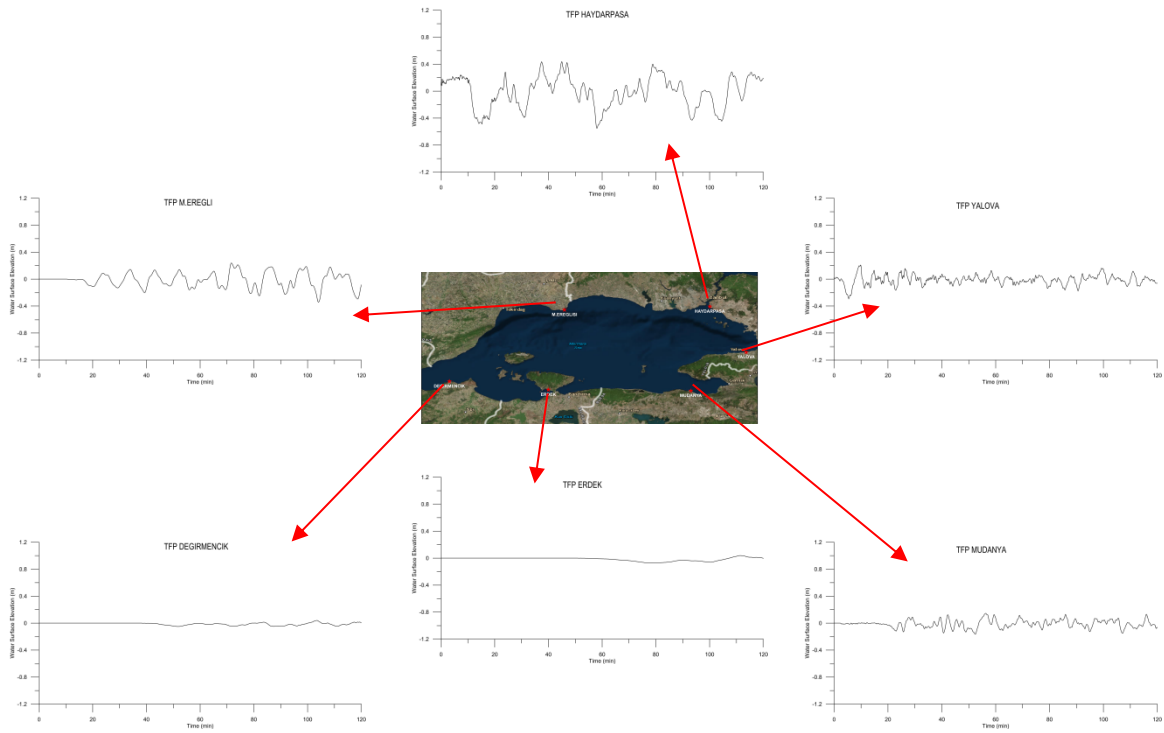 TFP HAYDARPASA
Water Surface Elevation (m)
1.2
0.8
0.4
0
-0.4
-0.8
-1.2
0 20 40 60 80 100 120
Time (min)
TFP M.EREGLI
Water Surface Elevation (m)
1.2
0.8
0.4
0
-0.4
-0.8
-1.2
0 20 40 60 80 100 120
Time (min)
TFP YALOVA
Water Surface Elevation (m)
1.2
0.8
0.4
0
-0.4
-0.8
-1.2
0 20 40 60 80 100 120
Time (min)
M.EREGLISI
HAYDARPASA
YALOVA
DEGIRMENCIK
ERDEK
MUDANYA
TFP DEGIRMENCIK
Water Surface Elevation (m)
1.2
0.8
0.4
0
-0.4
-0.8
-1.2
0 20 40 60 80 100 120
Time (min)
TFP ERDEK
Water Surface Elevation (m)
1.2
0.8
0.4
0
-0.4
-0.8
-1.2
0 20 40 60 80 100 120
Time (min)
TFP MUDANYA
Water Surface Elevation (m)
1.2
0.8
0.4
0
-0.4
-0.8
-1.2
0 20 40 60 80 100 120
Time (min)